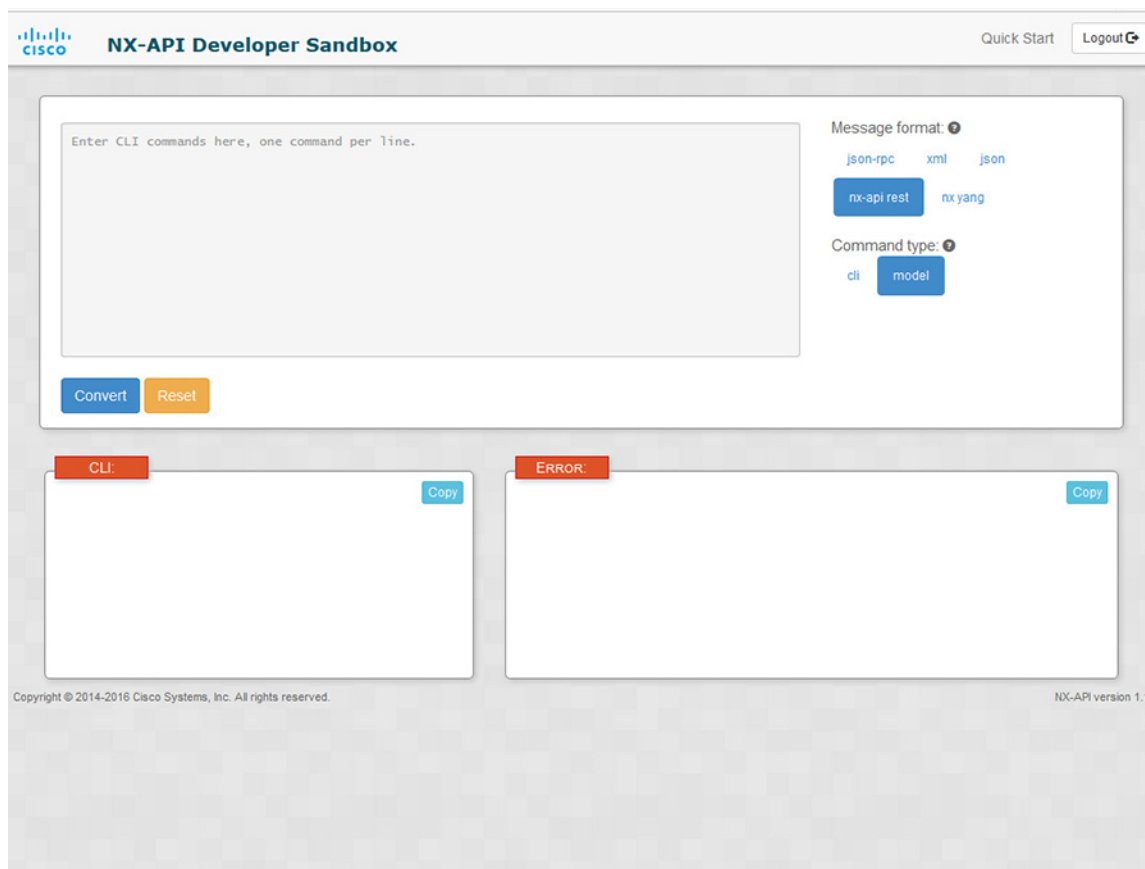 CISCO
NX-API Developer Sandbox
Quick Start
Logout
Enter CLI commands here, one command per line.
Message format:
json-rpc xml json
nx-api rest nx yang
Command type:
cli model
Convert Reset
CLI:
Copy
ERROR:
Copy
Copyright © 2014-2016 Cisco Systems, Inc. All rights reserved.
NX-API version 1.